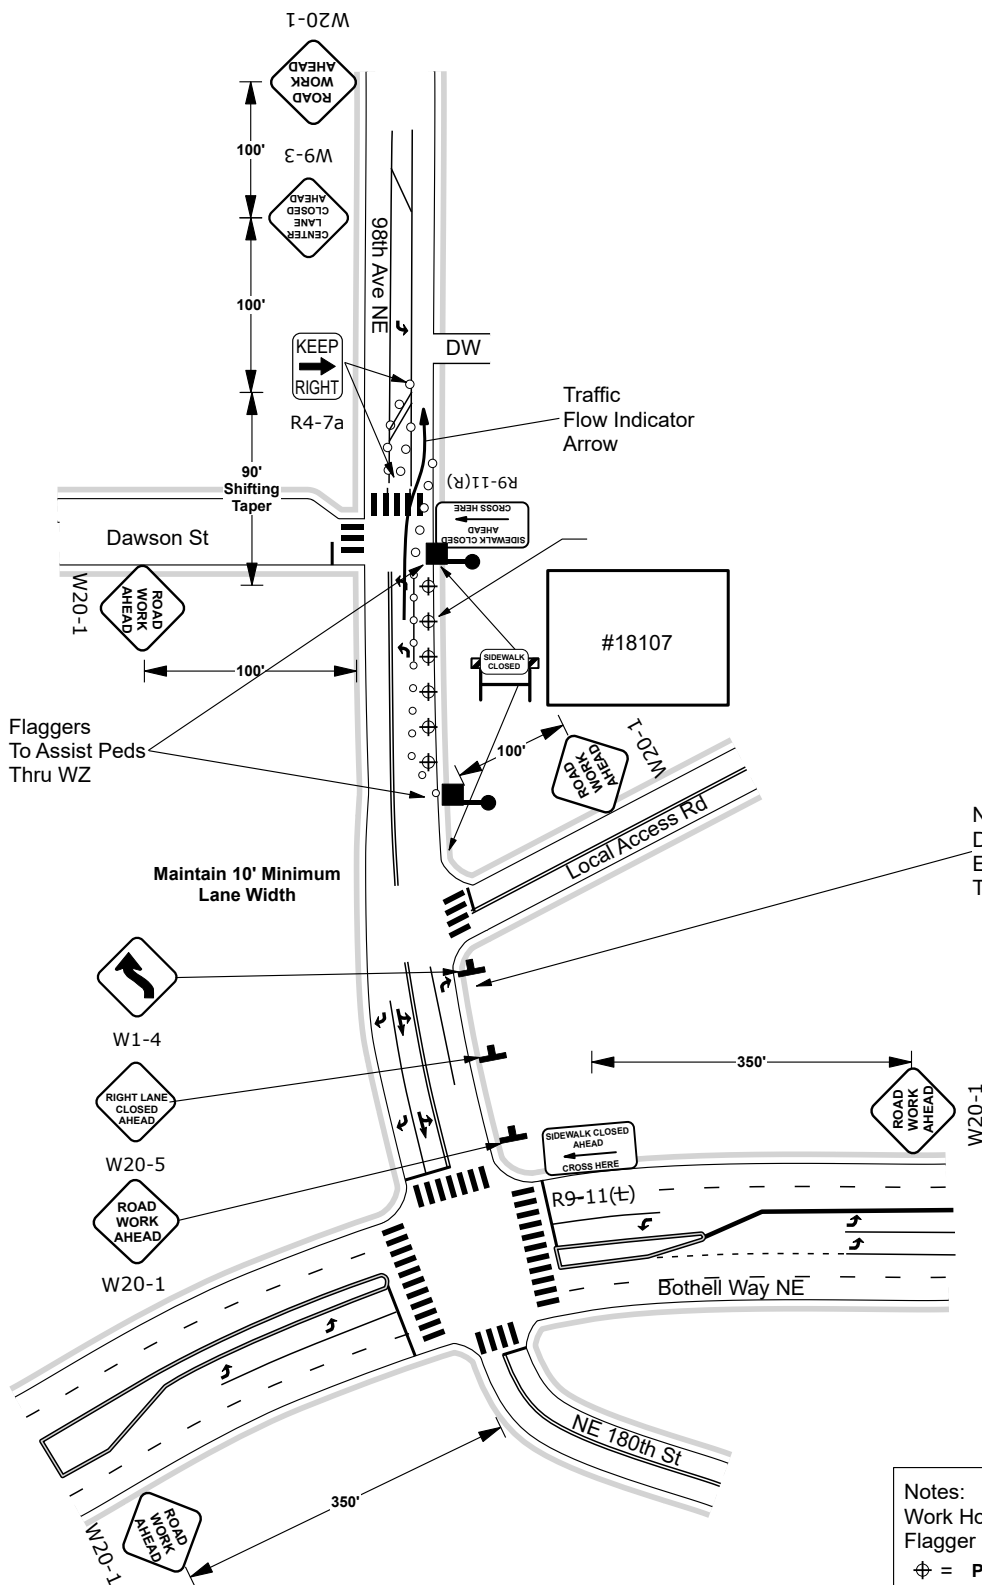 W20-1
ROAD
WORK
AHEAD
100'
W9-3
CENTER
LANE
CLOSED
AHEAD
98th Ave NE
100'
KEEP
RIGHT
R4-7a
DW
Traffic
Flow Indicator
Arrow
90'
Shifting
Taper
R9-11(R)
SIDEWALK CLOSED
AHEAD
CROSS HERE
Dawson St
W20-1
ROAD
WORK
AHEAD
100'
#18107
SIDEWALK
CLOSED
Flaggers
To Assist Peds
Thru WZ
100'
ROAD
WORK
AHEAD
W20-1
Local Access Rd
Maintain 10' Minimum
Lane Width
N
D
E
T
W1-4
RIGHT LANE
CLOSED
AHEAD
W20-5
350'
ROAD
WORK
AHEAD
W20-1
SIDEWALK CLOSED
AHEAD
CROSS HERE
R9-11(L)
ROAD
WORK
AHEAD
W20-1
Bothell Way NE
NE 180th St
350'
ROAD
WORK
AHEAD
W20-1
Notes:
Work Ho
Flagger
= P